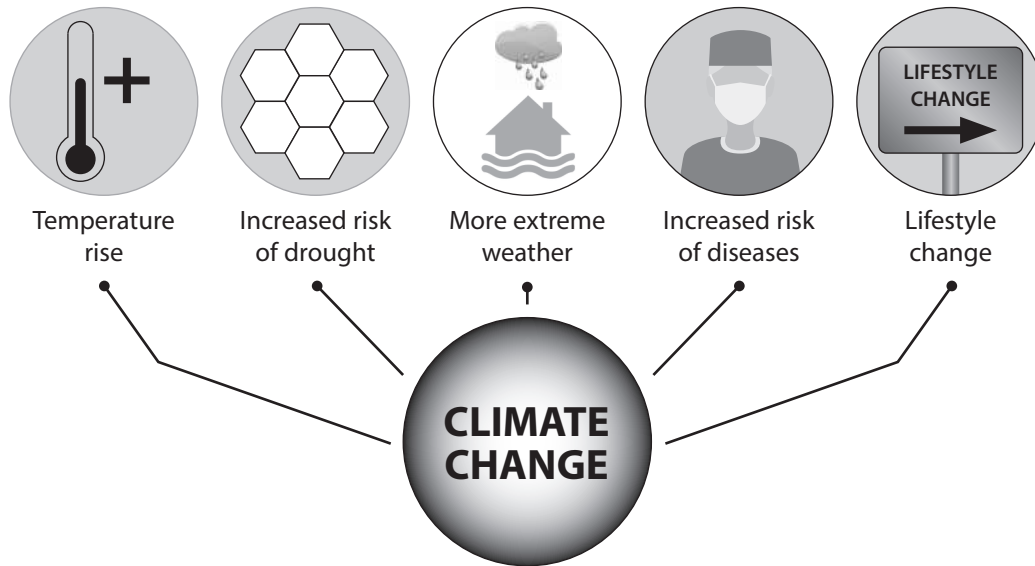 LIFESTYLE
CHANGE
Temperature
rise
Increased risk
of drought
More extreme
weather
Increased risk
of diseases
Lifestyle
change
CLIMATE
CHANGE